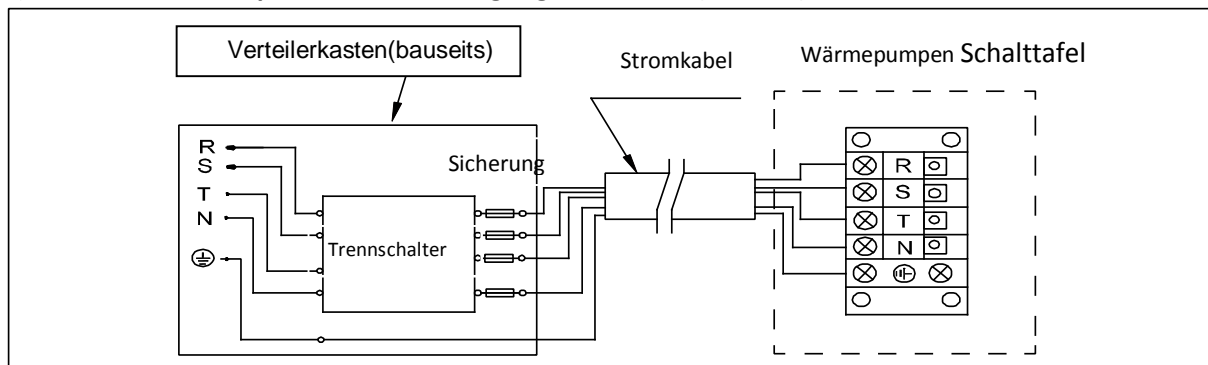 Verteilerkasten(bauseits)
Stromkabel
Wärmepumpen Schalttafel
R
S
T
N
Sicherung
Trennschalter
R
S
T
N